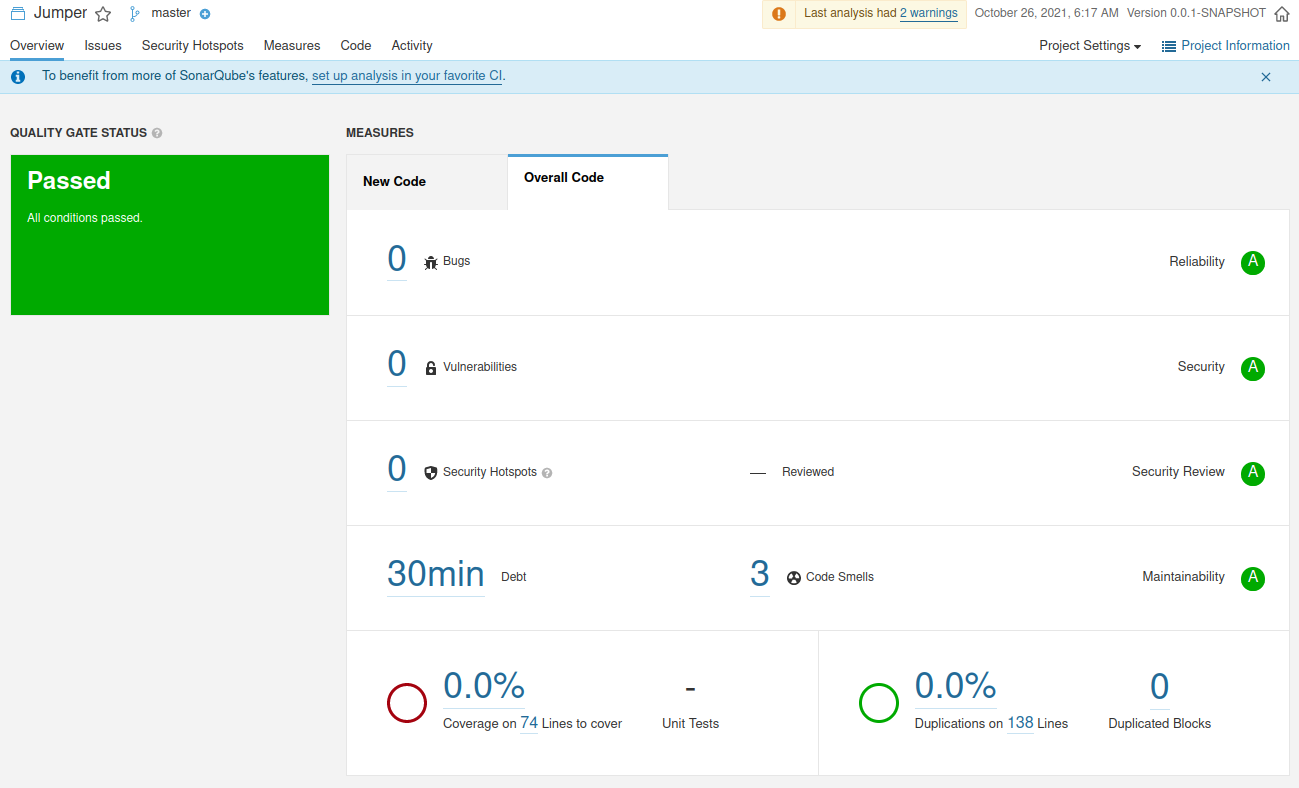 Jumper master Last analysis had 2 warnings October 26, 2021, 6:17 AM Version 0.0.1-SNAPSHOT
Overview Issues Security Hotspots Measures Code Activity Project Settings Project Information
To benefit from more of SonarQube's features, set up analysis in your favorite CI.
QUALITY GATE STATUS ?
Passed
All conditions passed.
MEASURES
New Code Overall Code
0 Bugs Reliability A
0 Vulnerabilities Security A
0 Security Hotspots ? — Reviewed Security Review A
30min Debt 3 Code Smells Maintainability A
0.0% - 0.0% 0
Coverage on 74 Lines to cover Unit Tests Duplications on 138 Lines Duplicated Blocks